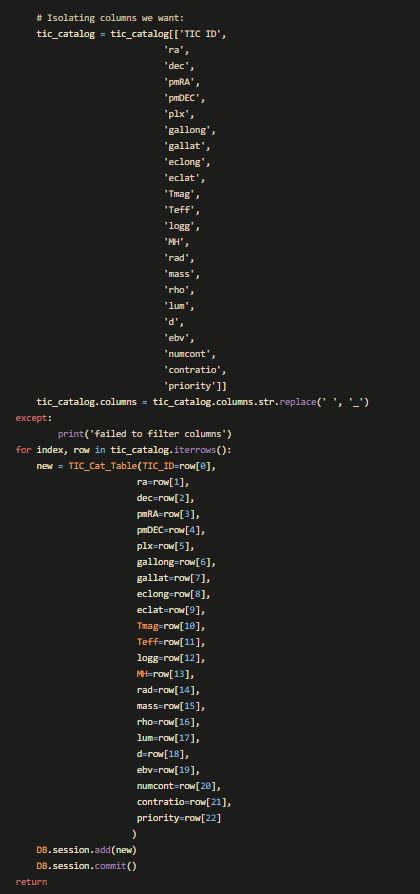 # Isolating columns we want:
tic_catalog = tic_catalog[['TIC ID',
'ra',
'dec',
'pmRA',
'pmDEC',
'plx',
'gallong',
'gallat',
'eclong',
'eclat',
'Tmag',
'Teff',
'logg',
'MH',
'rad',
'mass',
'rho',
'lum',
'd',
'ebv',
'numcont',
'contratio',
'priority']]
tic_catalog.columns = tic_catalog.columns.str.replace(' ', '_')
except:
print('failed to filter columns')
for index, row in tic_catalog.iterrows():
new = TIC_Cat_Table(TIC_ID=row[0],
ra=row[1],
dec=row[2],
pmRA=row[3],
pmDEC=row[4],
plx=row[5],
gallong=row[6],
gallat=row[7],
eclong=row[8],
eclat=row[9],
Tmag=row[10],
Teff=row[11],
logg=row[12],
MH=row[13],
rad=row[14],
mass=row[15],
rho=row[16],
lum=row[17],
d=row[18],
ebv=row[19],
numcont=row[20],
contratio=row[21],
priority=row[22]
)
DB.session.add(new)
DB.session.commit()
return